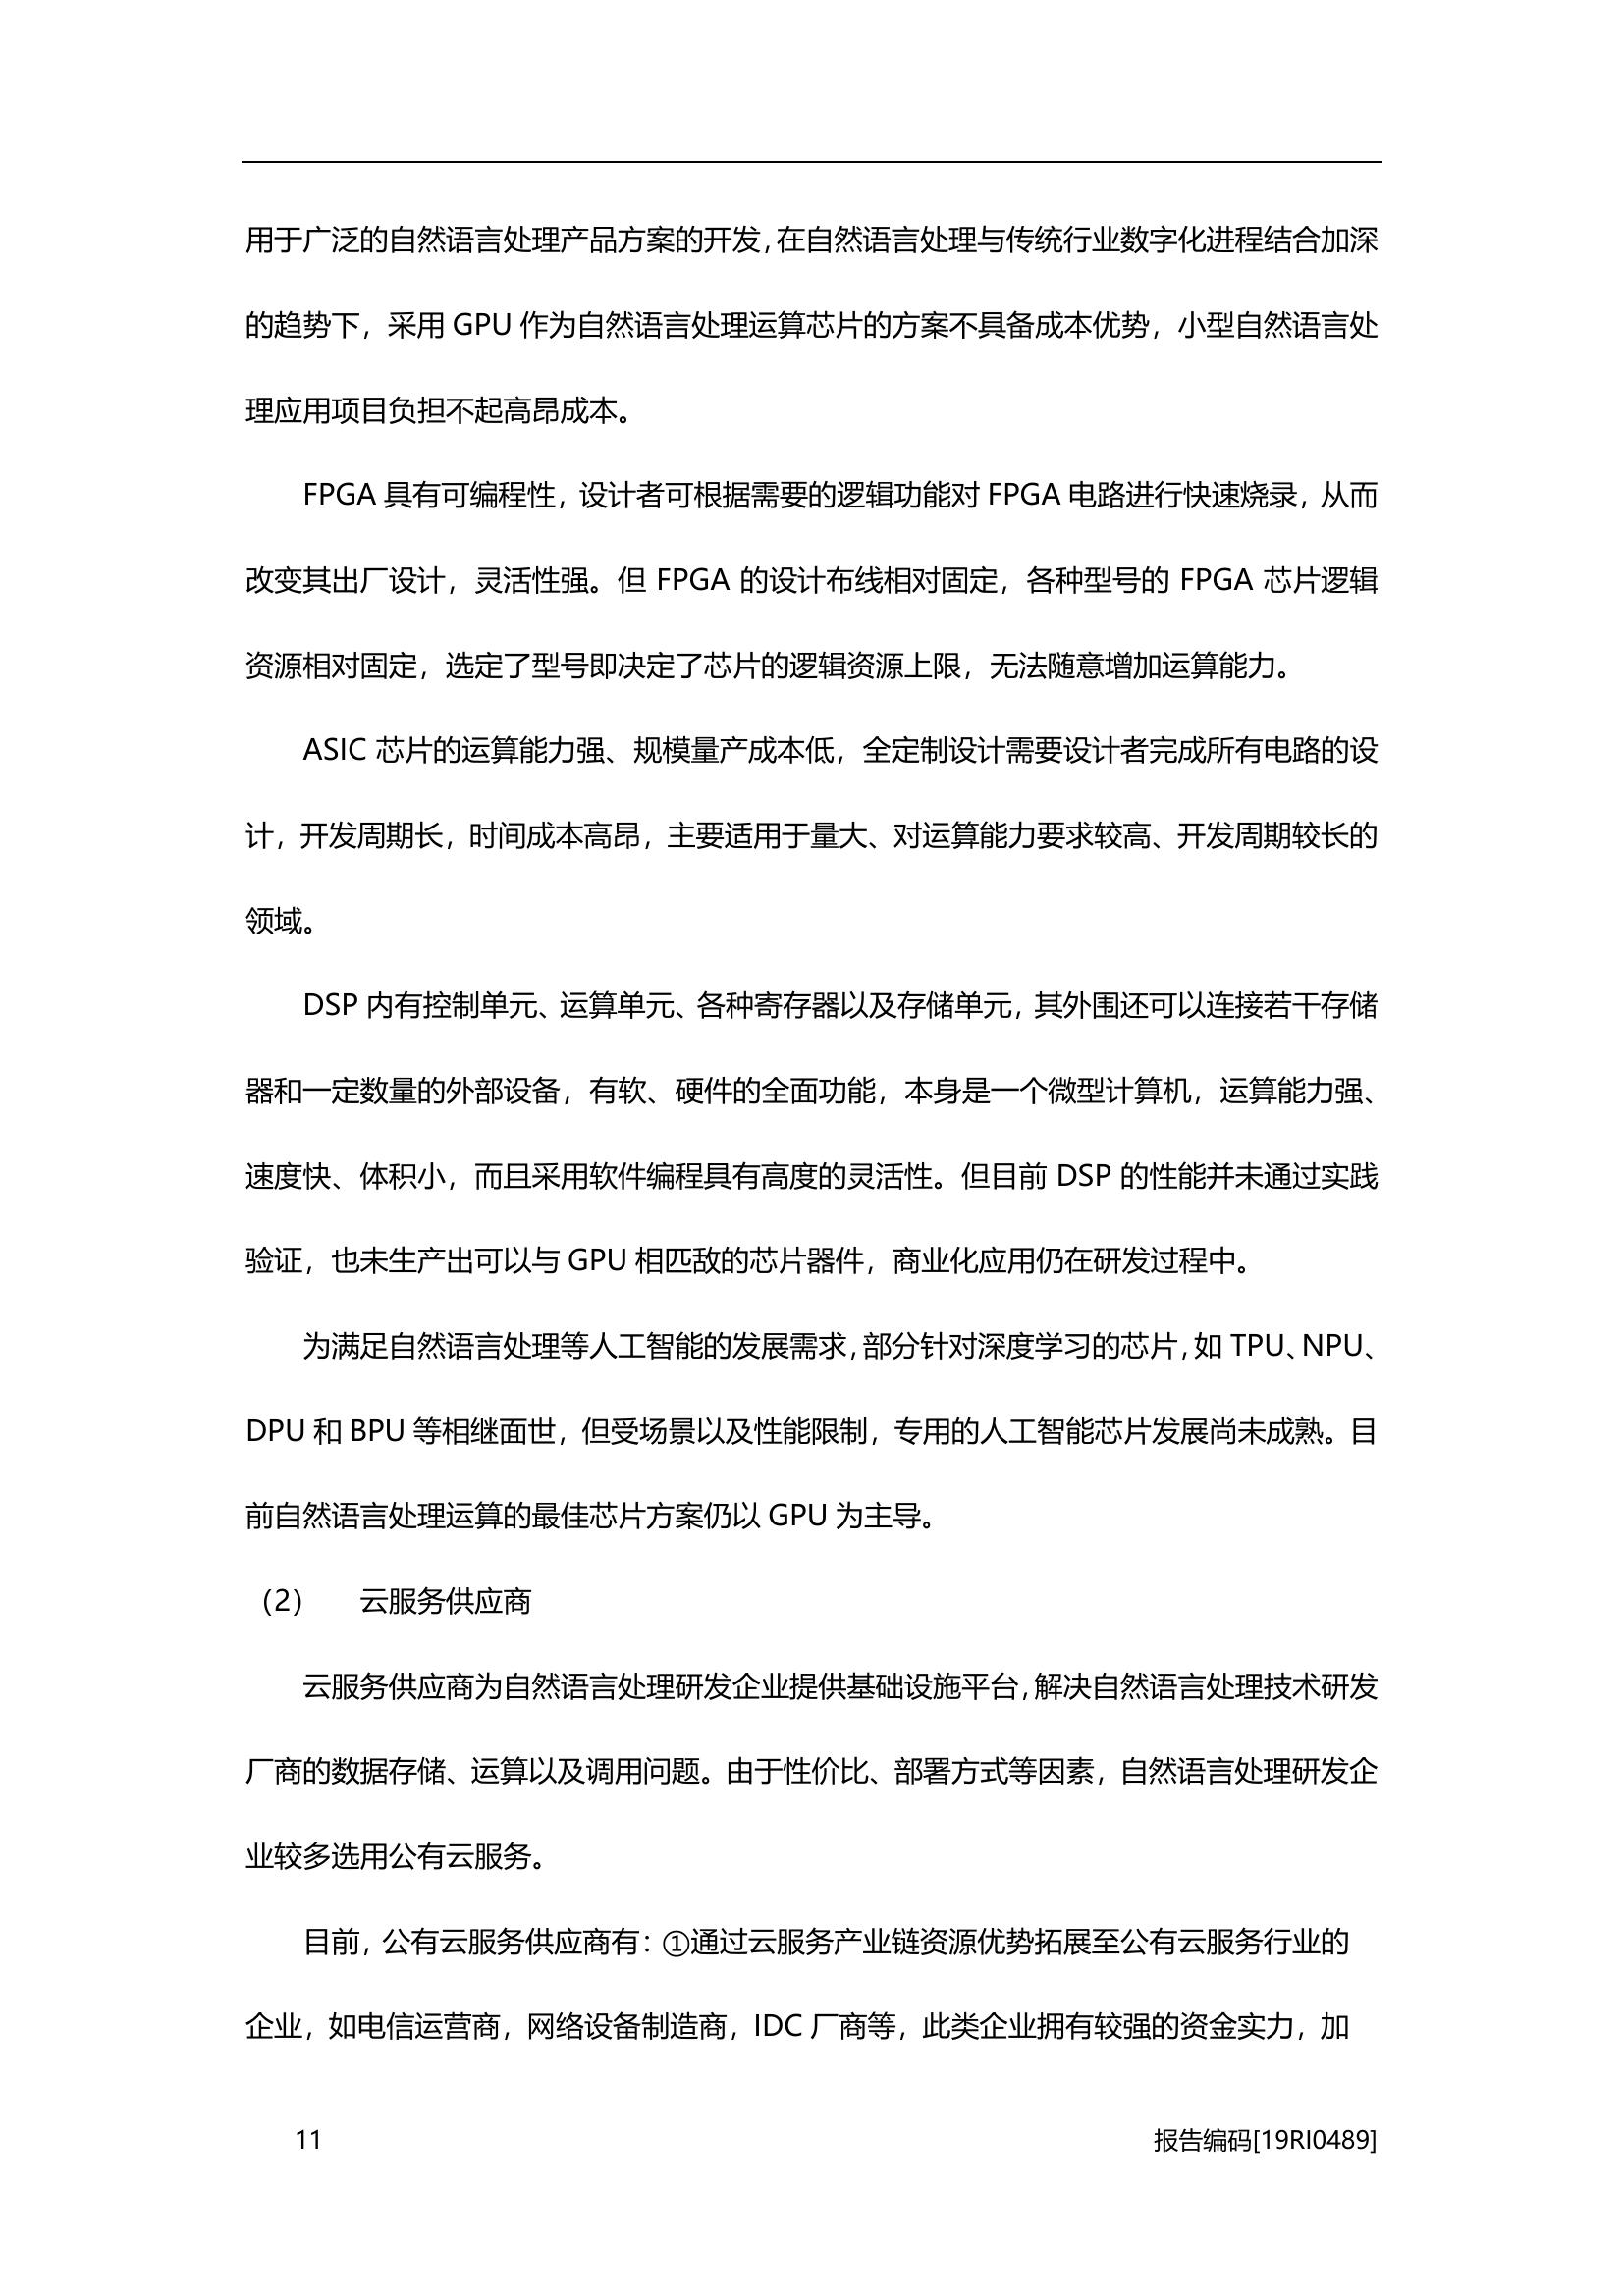 用于广泛的自然语言处理产品方案的开发，在自然语言处理与传统行业数字化进程结合加深
的趋势下，采用 GPU 作为自然语言处理运算芯片的方案不具备成本优势，小型自然语言处
理应用项目负担不起高昂成本。
FPGA 具有可编程性，设计者可根据需要的逻辑功能对 FPGA 电路进行快速烧录，从而
改变其出厂设计，灵活性强。但 FPGA 的设计布线相对固定，各种型号的 FPGA 芯片逻辑
资源相对固定，选定了型号即决定了芯片的逻辑资源上限，无法随意增加运算能力。
ASIC 芯片的运算能力强、规模量产成本低，全定制设计需要设计者完成所有电路的设
计，开发周期长，时间成本高昂，主要适用于量大、对运算能力要求较高、开发周期较长的
领域。
DSP 内有控制单元、运算单元、各种寄存器以及存储单元，其外围还可以连接若干存储
器和一定数量的外部设备，有软、硬件的全面功能，本身是一个微型计算机，运算能力强、
速度快、体积小，而且采用软件编程具有高度的灵活性。但目前 DSP 的性能并未通过实践
验证，也未生产出可以与 GPU 相匹敌的芯片器件，商业化应用仍在研发过程中。
为满足自然语言处理等人工智能的发展需求，部分针对深度学习的芯片，如 TPU、NPU、
DPU 和 BPU 等相继面世，但受场景以及性能限制，专用的人工智能芯片发展尚未成熟。目
前自然语言处理运算的最佳芯片方案仍以 GPU 为主导。
（2） 云服务供应商
云服务供应商为自然语言处理研发企业提供基础设施平台，解决自然语言处理技术研发
厂商的数据存储、运算以及调用问题。由于性价比、部署方式等因素，自然语言处理研发企
业较多选用公有云服务。
目前，公有云服务供应商有：①通过云服务产业链资源优势拓展至公有云服务行业的
企业，如电信运营商，网络设备制造商，IDC 厂商等，此类企业拥有较强的资金实力，加
11 报告编码[19RI0489]